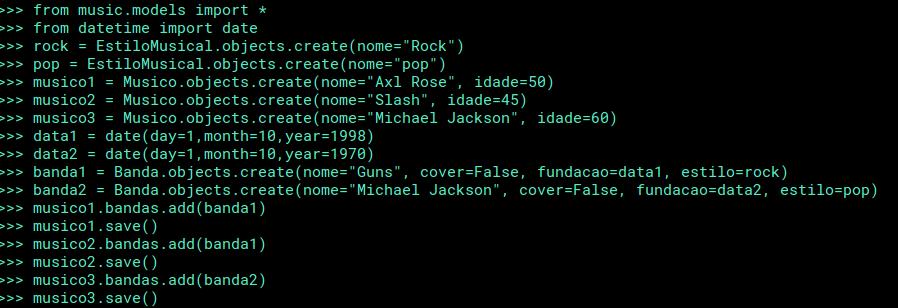 >>> from music.models import *
>>> from datetime import date
>>> rock = EstiloMusical.objects.create(nome="Rock")
>>> pop = EstiloMusical.objects.create(nome="pop")
>>> musico1 = Musico.objects.create(nome="Axl Rose", idade=50)
>>> musico2 = Musico.objects.create(nome="Slash", idade=45)
>>> musico3 = Musico.objects.create(nome="Michael Jackson", idade=60)
>>> data1 = date(day=1,month=10,year=1998)
>>> data2 = date(day=1,month=10,year=1970)
>>> banda1 = Banda.objects.create(nome="Guns", cover=False, fundacao=data1, estilo=rock)
>>> banda2 = Banda.objects.create(nome="Michael Jackson", cover=False, fundacao=data2, estilo=pop)
>>> musico1.bandas.add(banda1)
>>> musico1.save()
>>> musico2.bandas.add(banda1)
>>> musico2.save()
>>> musico3.bandas.add(banda2)
>>> musico3.save()